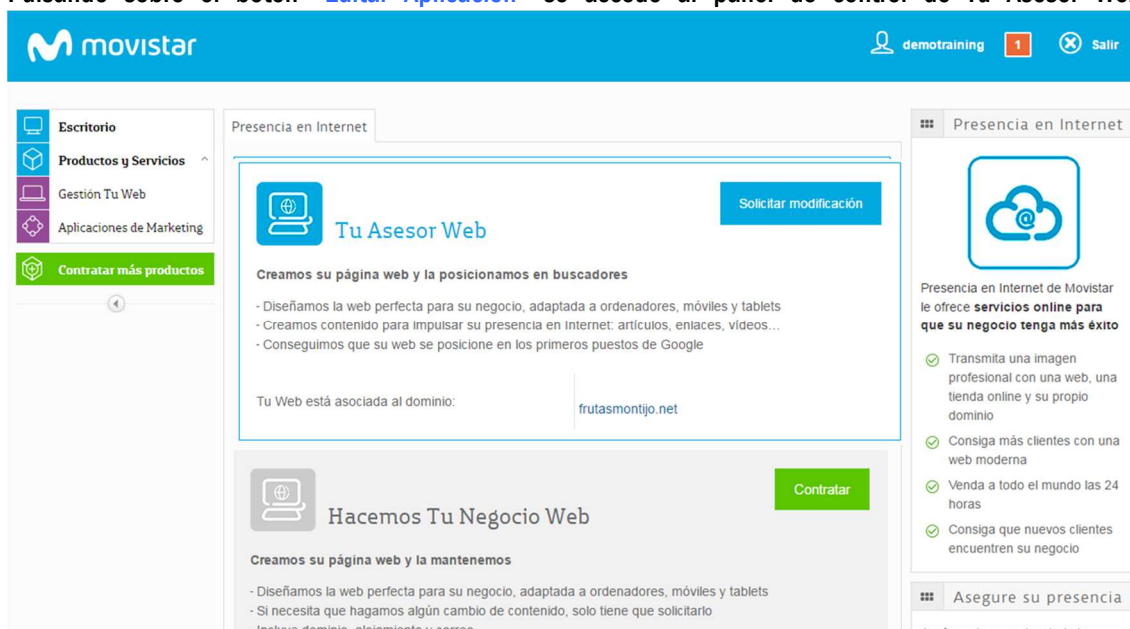 Pulsando sobre el botón "Editar Aplicación" se accede al panel de control de Tu Asesor Web
movistar
demotraining
1
Salir
Escritorio
Productos y Servicios
Gestión Tu Web
Aplicaciones de Marketing
Contratar más productos
Presencia en Internet
Tu Asesor Web
Solicitar modificación
Creamos su página web y la posicionamos en buscadores
- Diseñamos la web perfecta para su negocio, adaptada a ordenadores, móviles y tablets
- Creamos contenido para impulsar su presencia en Internet: artículos, enlaces, vídeos...
- Conseguimos que su web se posicione en los primeros puestos de Google
Tu Web está asociada al dominio:
frutasmontijo.net
Hacemos Tu Negocio Web
Contratar
Creamos su página web y la mantenemos
- Diseñamos la web perfecta para su negocio, adaptada a ordenadores, móviles y tablets
- Si necesita que hagamos algún cambio de contenido, solo tiene que solicitarlo
- Incluye dominio, alojamiento y correo
Presencia en Internet
@
Presencia en Internet de Movistar
le ofrece servicios online para
que su negocio tenga más éxito
Transmita una imagen
profesional con una web, una
tienda online y su propio
dominio
Consiga más clientes con una
web moderna
Venda a todo el mundo las 24
horas
Consiga que nuevos clientes
encuentren su negocio
Asegure su presencia